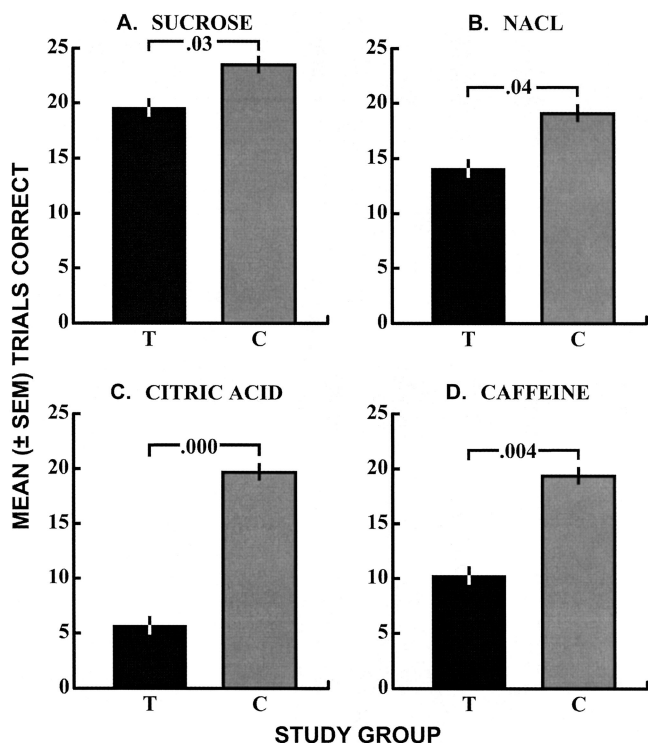 A. SUCROSE
25
20
15
10
5
0
.03
T C
B. NACL
25
20
15
10
5
0
.04
T C
C. CITRIC ACID
25
20
15
10
5
0
.000
T C
D. CAFFEINE
25
20
15
10
5
0
.004
T C
MEAN (± SEM) TRIALS CORRECT
STUDY GROUP